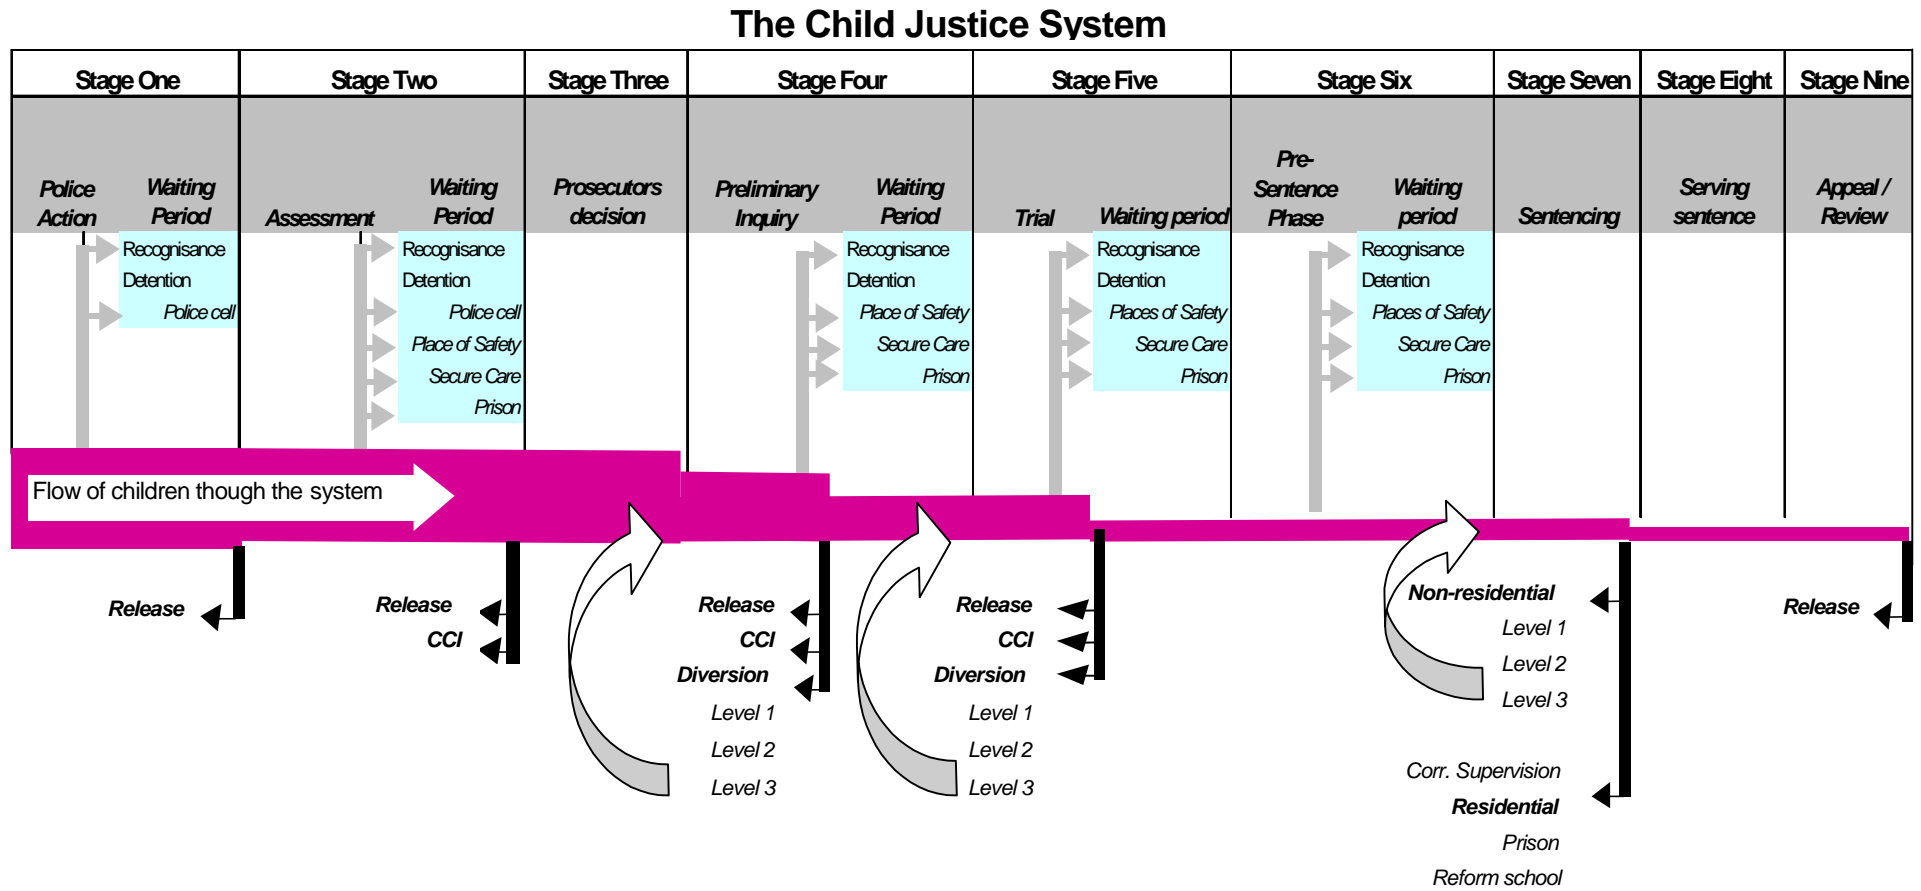 The Child Justice System
Stage One Stage Two Stage Three Stage Four Stage Five Stage Six Stage Seven Stage Eight Stage Nine
Police
Action
Waiting
Period
Assessment
Waiting
Period
Prosecutors
decision
Preliminary
Inquiry
Waiting
Period
Trial
Waiting period
Pre-
Sentence
Phase
Waiting
period
Sentencing
Serving
sentence
Appeal /
Review
Recognisance
Detention
Police cell
Recognisance
Detention
Police cell
Place of Safety
Secure Care
Prison
Recognisance
Detention
Place of Safety
Secure Care
Prison
Recognisance
Detention
Places of Safety
Secure Care
Prison
Recognisance
Detention
Places of Safety
Secure Care
Prison
Flow of children though the system
Release
Release
CCI
Release
CCI
Diversion
Level 1
Level 2
Level 3
Release
CCI
Diversion
Level 1
Level 2
Level 3
Non-residential
Level 1
Level 2
Level 3
Corr. Supervision
Residential
Prison
Reform school
Release